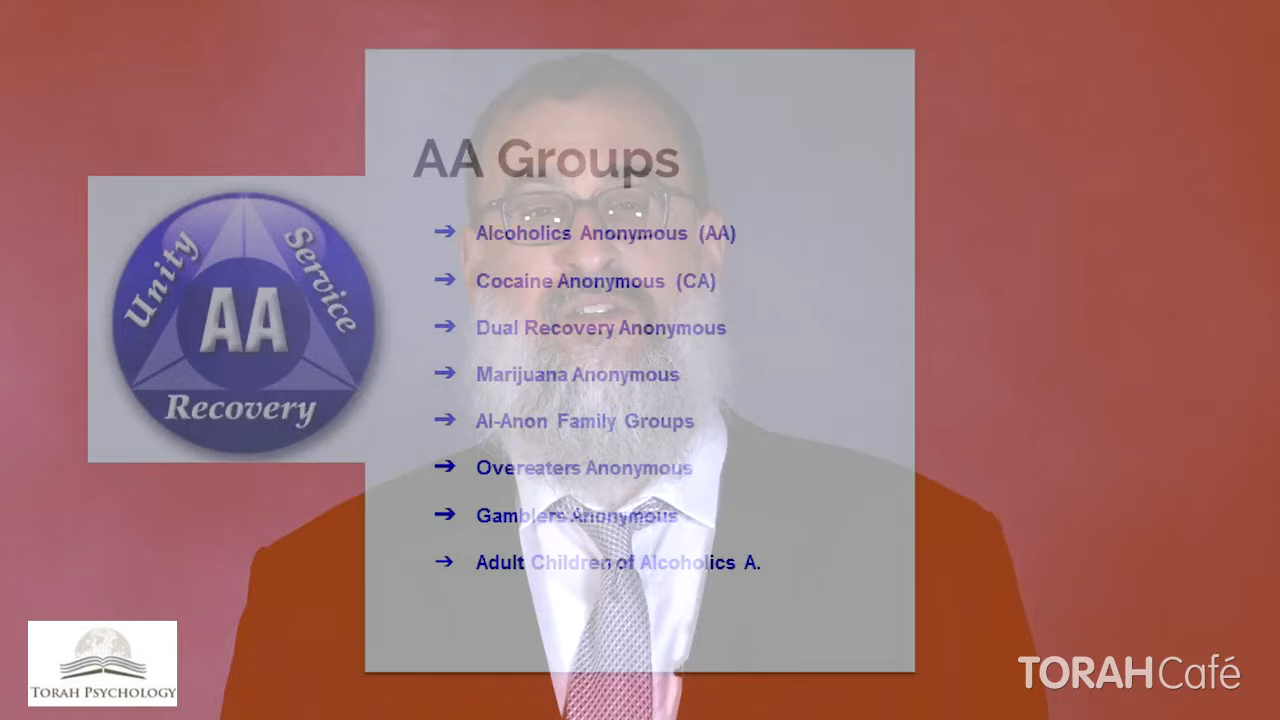 AA Groups
Unity
Service
AA
Recovery
➔ Alcoholics Anonymous (AA)
➔ Cocaine Anonymous (CA)
➔ Dual Recovery Anonymous
➔ Marijuana Anonymous
➔ Al-Anon Family Groups
➔ Overeaters Anonymous
➔ Gamblers Anonymous
➔ Adult Children of Alcoholics A.
TORAH PSYCHOLOGY
TORAHCafé